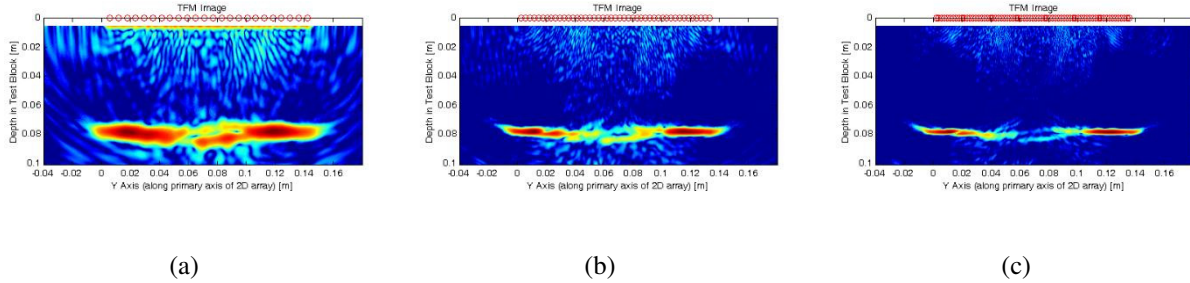 TFM Image
0
0.02
0.04
0.06
0.08
0.1
Depth in Test Block [m]
-0.04 -0.02 0 0.02 0.04 0.06 0.08 0.10 0.12 0.14 0.16
Y Axis (along primary axis of 2D array) [m]
(a)
TFM Image
0
0.02
0.04
0.06
0.08
0.1
Depth in Test Block [m]
-0.04 -0.02 0 0.02 0.04 0.06 0.08 0.10 0.12 0.14 0.16
Y Axis (along primary axis of 2D array) [m]
(b)
TFM Image
0
0.02
0.04
0.06
0.08
0.1
Depth in Test Block [m]
-0.04 -0.02 0 0.02 0.04 0.06 0.08 0.10 0.12 0.14 0.16
Y Axis (along primary axis of 2D array) [m]
(c)